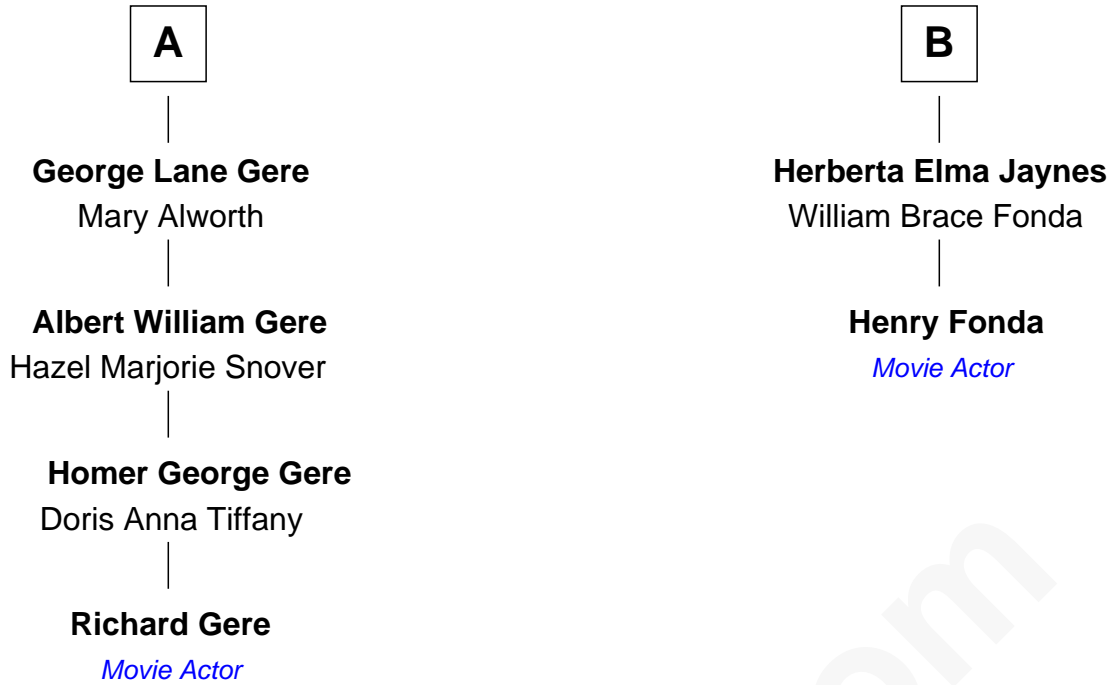 A
George Lane Gere
Mary Alworth
Albert William Gere
Hazel Marjorie Snover
Homer George Gere
Doris Anna Tiffany
Richard Gere
Movie Actor
B
Herberta Elma Jaynes
William Brace Fonda
Henry Fonda
Movie Actor
om